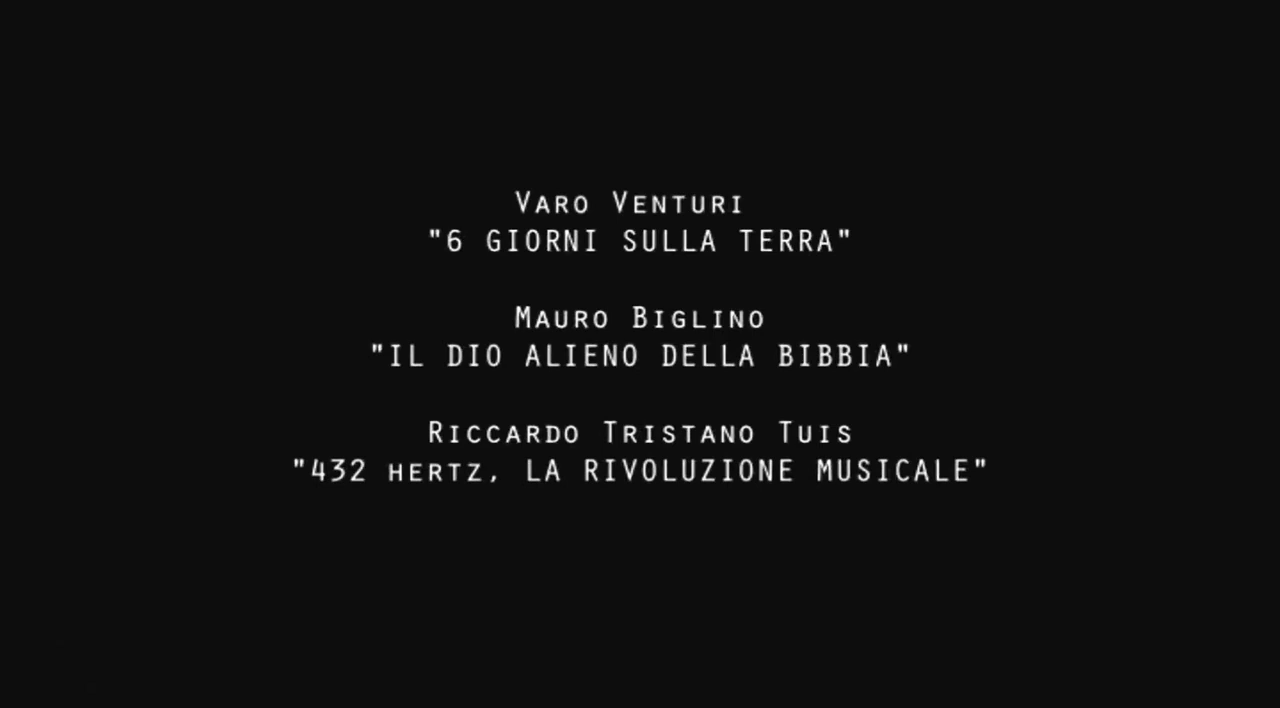 Varo Venturi
"6 GIORNI SULLA TERRA"
Mauro Biglino
"IL DIO ALIENO DELLA BIBBIA"
Riccardo Tristano Tuis
"432 hertz, LA RIVOLUZIONE MUSICALE"